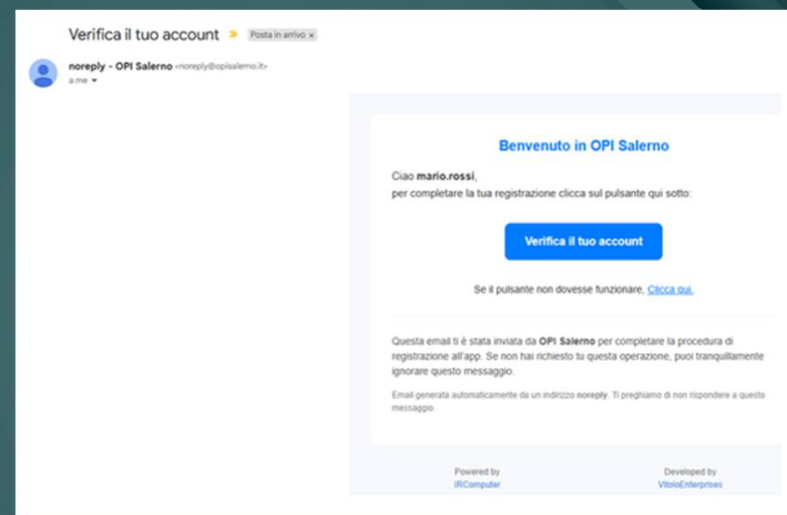 Verifica il tuo account Posta in arrivo x
noreply - OPI Salerno <noreply@opisalerno.it>
a me
Benvenuto in OPI Salerno
Ciao mario.rossi,
per completare la tua registrazione clicca sul pulsante qui sotto:
Verifica il tuo account
Se il pulsante non dovesse funzionare, Clicca qui.
Questa email ti è stata inviata da OPI Salerno per completare la procedura di
registrazione all'app. Se non hai richiesto tu questa operazione, puoi tranquillamente
ignorare questo messaggio.
Email generata automaticamente da un indirizzo noreply. Ti preghiamo di non rispondere a questo
messaggio.
Powered by
IRComputer
Developed by
VitoloEnterprises